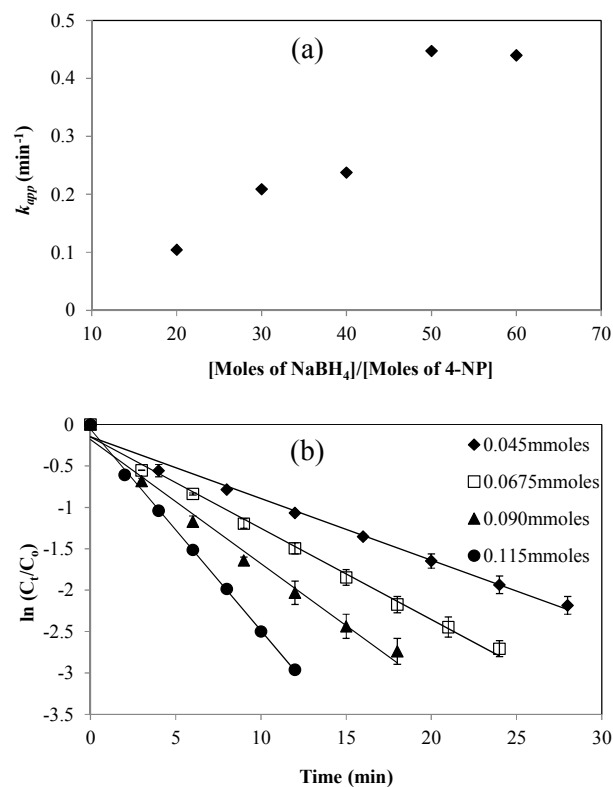 0.5
(a)
0.4
0.3
0.2
0.1
0
k_app (min⁻¹)
10 20 30 40 50 60 70
[Moles of NaBH₄]/[Moles of 4-NP]
0
(b)
0.045mmoles
0.0675mmoles
0.090mmoles
0.115mmoles
-0.5
-1
-1.5
-2
-2.5
-3
-3.5
ln (Cₜ/Cₒ)
0 5 10 15 20 25 30
Time (min)